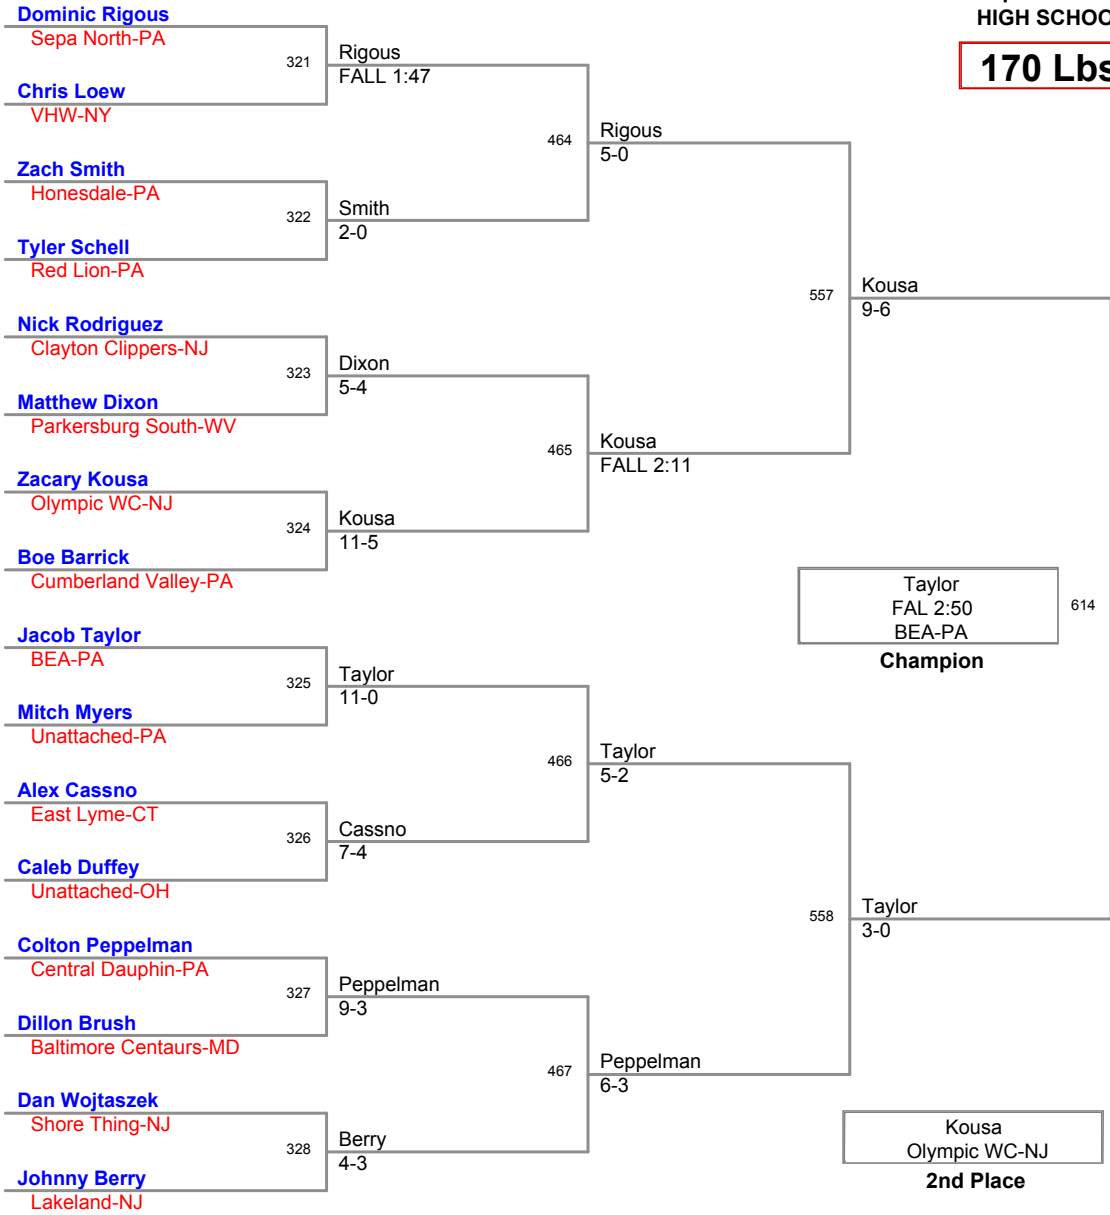 HIGH SCHOO
170 Lbs
Dominic Rigous
Sepa North-PA
321
Chris Loew
VHW-NY
Rigous
FALL 1:47
Zach Smith
Honesdale-PA
322
Tyler Schell
Red Lion-PA
Smith
2-0
464
Rigous
5-0
Nick Rodriguez
Clayton Clippers-NJ
323
Matthew Dixon
Parkersburg South-WV
Dixon
5-4
Zacary Kousa
Olympic WC-NJ
324
Boe Barrick
Cumberland Valley-PA
Kousa
11-5
465
Kousa
FALL 2:11
557
Kousa
9-6
Jacob Taylor
BEA-PA
325
Mitch Myers
Unattached-PA
Taylor
11-0
Alex Cassno
East Lyme-CT
326
Caleb Duffey
Unattached-OH
Cassno
7-4
466
Taylor
5-2
Colton Peppelman
Central Dauphin-PA
327
Dillon Brush
Baltimore Centaurs-MD
Peppelman
9-3
Dan Wojtaszek
Shore Thing-NJ
328
Johnny Berry
Lakeland-NJ
Berry
4-3
467
Peppelman
6-3
558
Taylor
3-0
Taylor
FAL 2:50
BEA-PA
614
Champion
Kousa
Olympic WC-NJ
2nd Place